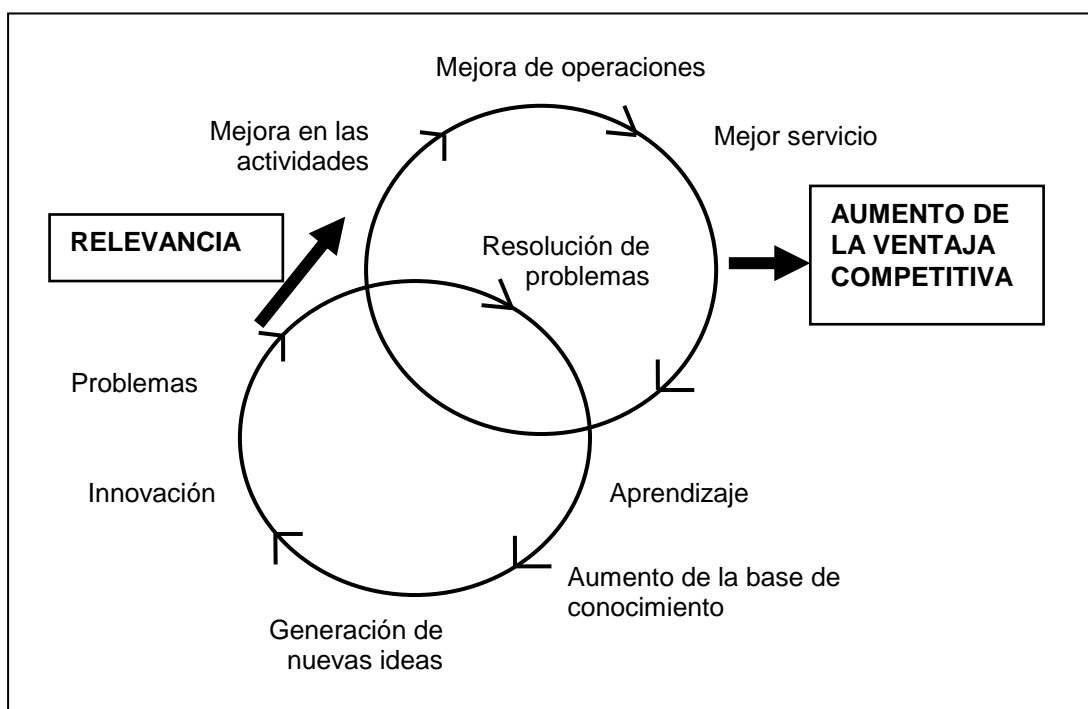 Mejora de operaciones
Mejora en las
actividades
Mejor servicio
RELEVANCIA
Resolución de
problemas
AUMENTO DE
LA VENTAJA
COMPETITIVA
Problemas
Innovación
Aprendizaje
Aumento de la base de
conocimiento
Generación de
nuevas ideas